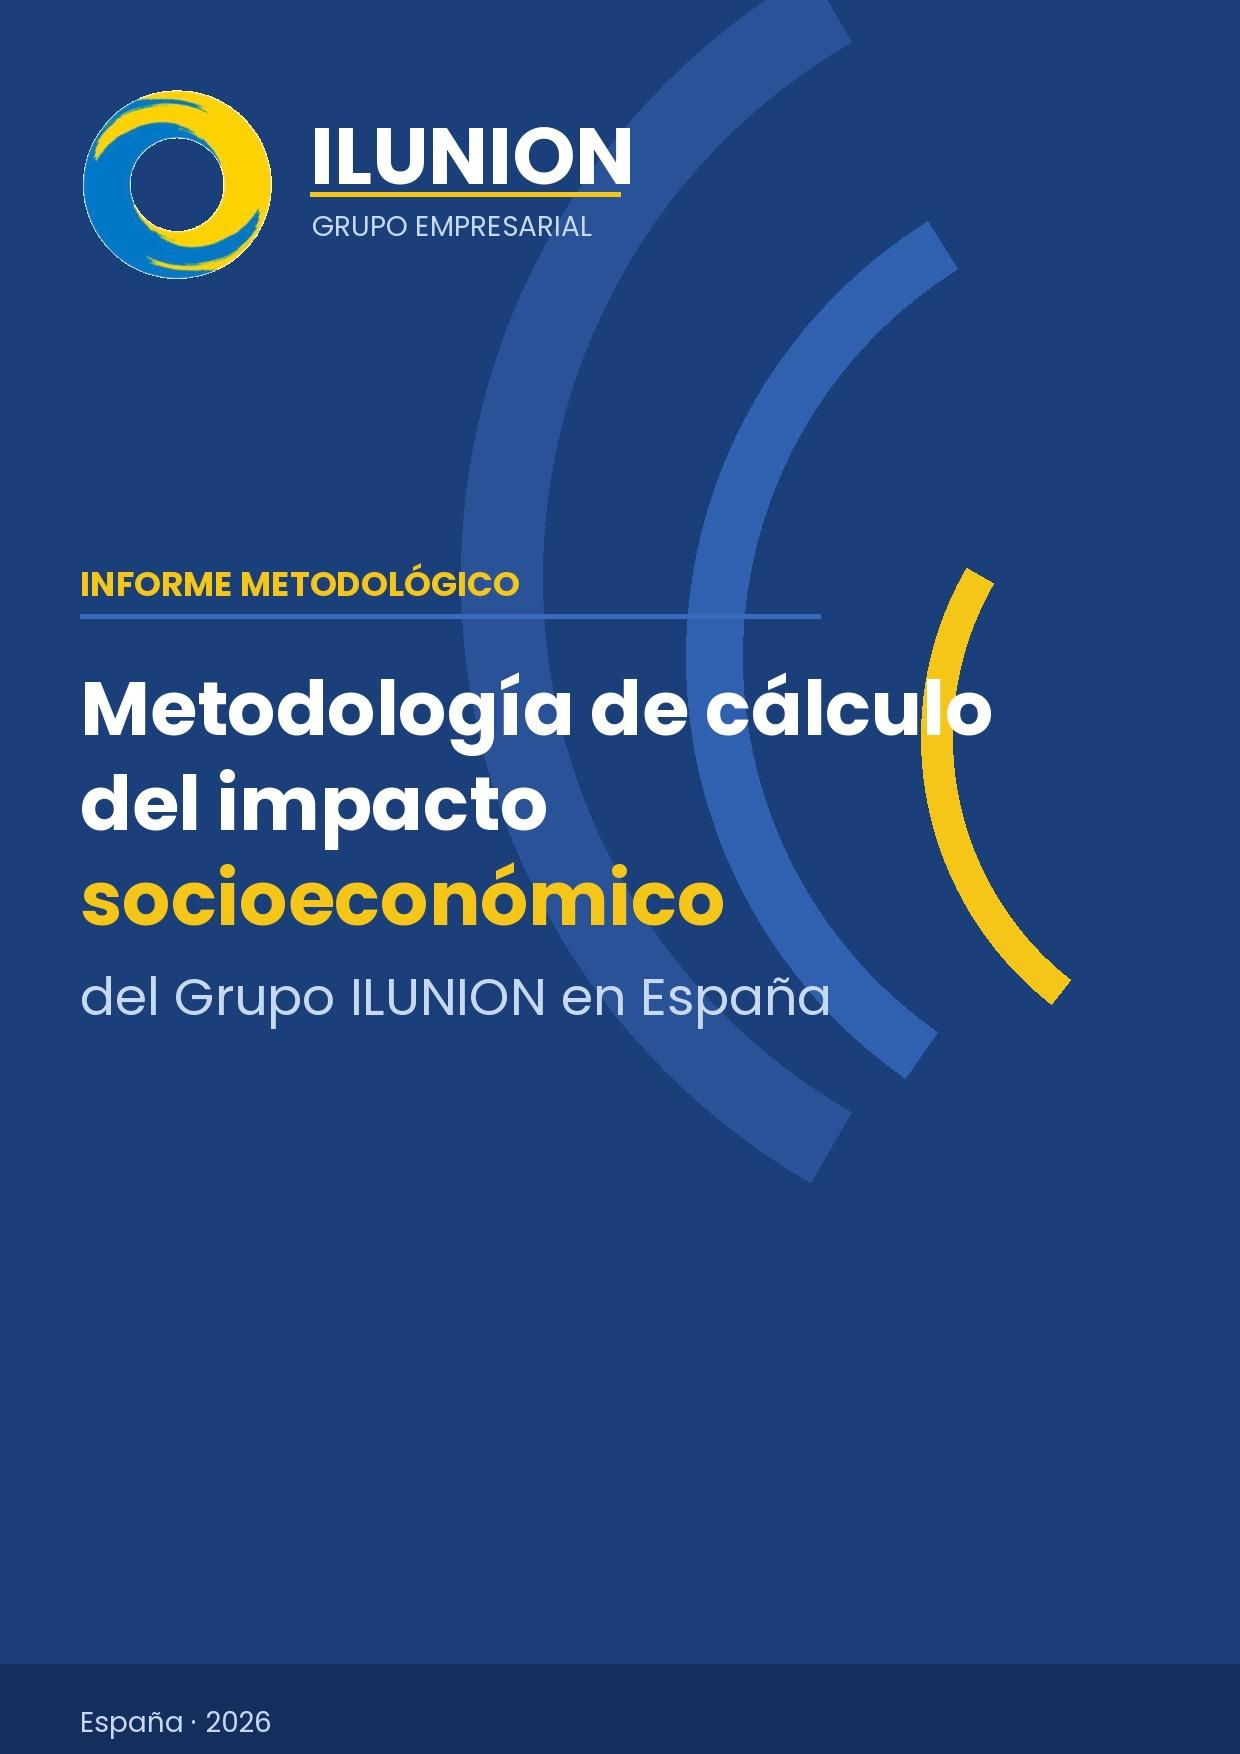 ILUNION
GRUPO EMPRESARIAL
INFORME METODOLÓGICO
Metodología de cálculo
del impacto
socioeconómico
del Grupo ILUNION en España
España · 2026